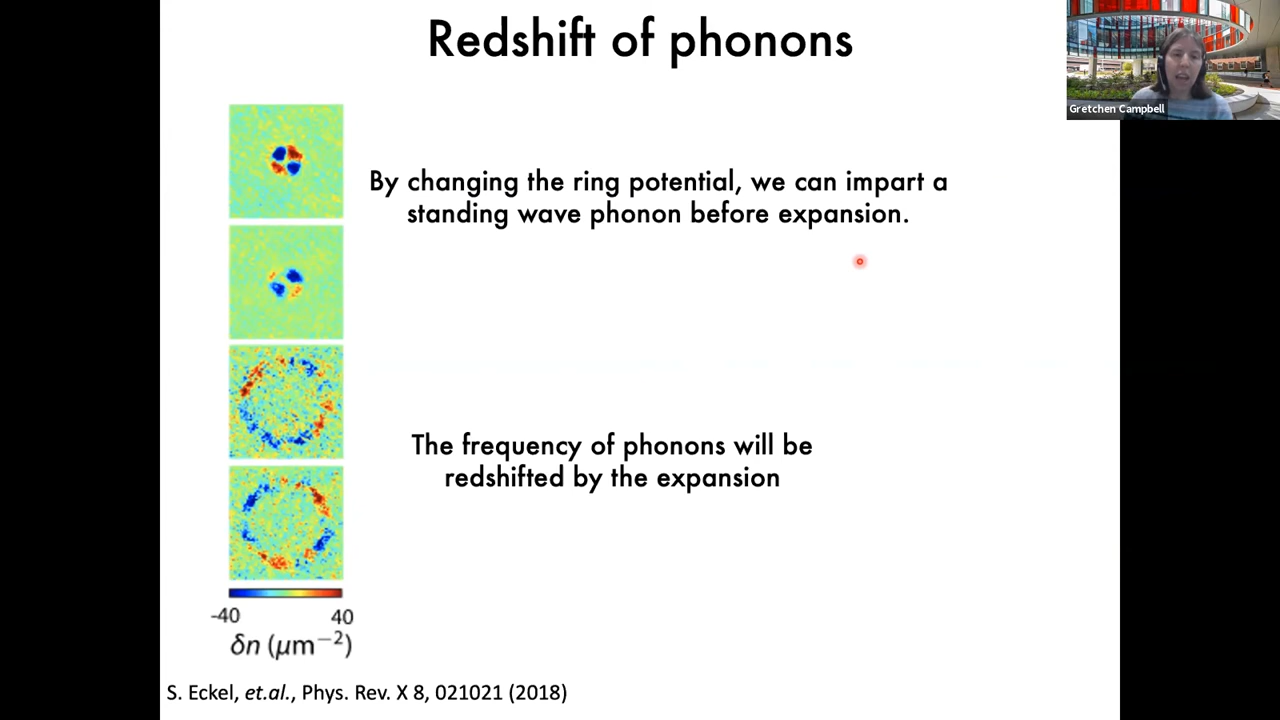 Redshift of phonons
Gretchen Campbell
By changing the ring potential, we can impart a
standing wave phonon before expansion.
The frequency of phonons will be
redshifted by the expansion
-40 40
δn (μm⁻²)
S. Eckel, et.al., Phys. Rev. X 8, 021021 (2018)